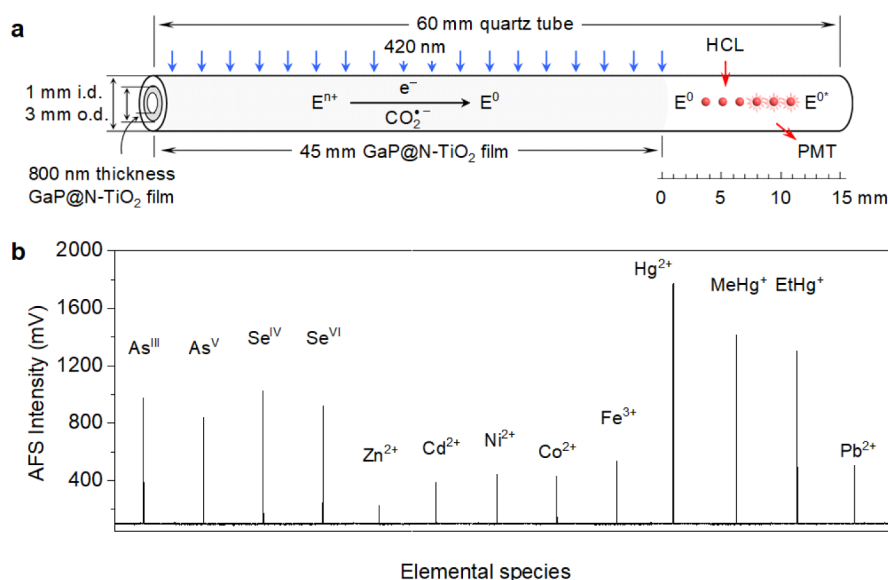 a
60 mm quartz tube
420 nm
HCL
1 mm i.d.
3 mm o.d.
Eⁿ⁺
e⁻
CO₂•⁻
E⁰
E⁰
E⁰*
PMT
45 mm GaP@N-TiO₂ film
800 nm thickness
GaP@N-TiO₂ film
0 5 10 15 mm
b
2000
1600
1200
800
400
AFS Intensity (mV)
Asᴵᴵᴵ
Asⱽ
Seᴵⱽ
Seⱽᴵ
Zn²⁺
Cd²⁺
Ni²⁺
Co²⁺
Fe³⁺
Hg²⁺
MeHg⁺
EtHg⁺
Pb²⁺
Elemental species